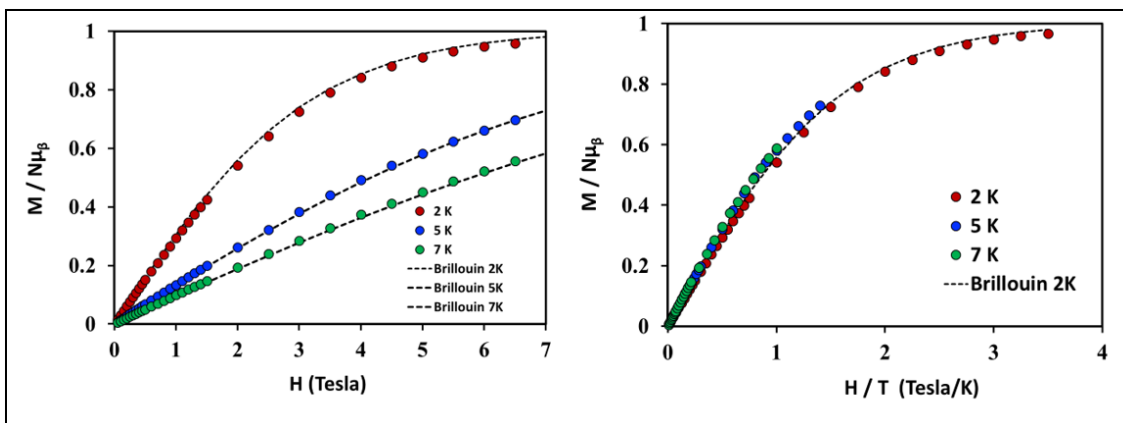 M / Nμβ
1
0.8
0.6
0.4
0.2
0
0 1 2 3 4 5 6 7
H (Tesla)
2 K
5 K
7 K
Brillouin 2K
Brillouin 5K
Brillouin 7K
M / Nμβ
1
0.8
0.6
0.4
0.2
0
0 1 2 3 4
H / T (Tesla/K)
2 K
5 K
7 K
Brillouin 2K